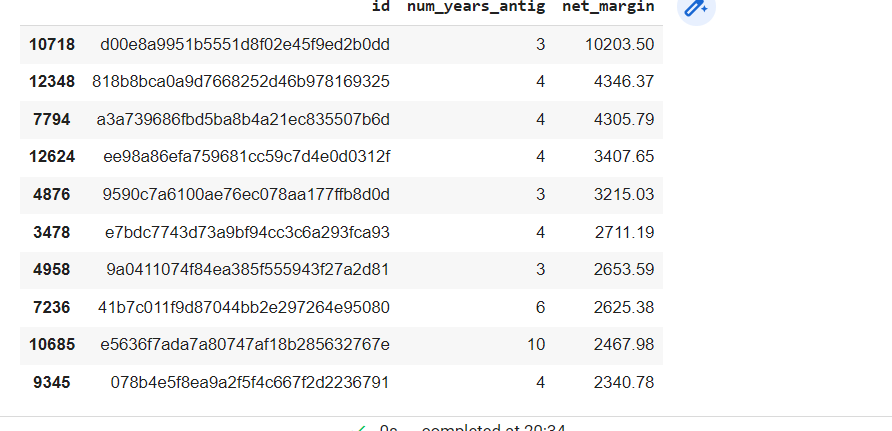 id num_years_antig net_margin
10718 d00e8a9951b5551d8f02e45f9ed2b0dd 3 10203.50
12348 818b8bca0a9d7668252d46b978169325 4 4346.37
7794 a3a739686fbd5ba8b4a21ec835507b6d 4 4305.79
12624 ee98a86efa759681cc59c7d4e0d0312f 4 3407.65
4876 9590c7a6100ae76ec078aa177ffb8d0d 3 3215.03
3478 e7bdc7743d73a9bf94cc3c6a293fca93 4 2711.19
4958 9a0411074f84ea385f555943f27a2d81 3 2653.59
7236 41b7c011f9d87044bb2e297264e95080 6 2625.38
10685 e5636f7ada7a80747af18b285632767e 10 2467.98
9345 078b4e5f8ea9a2f5f4c667f2d2236791 4 2340.78
0s completed at 20:34